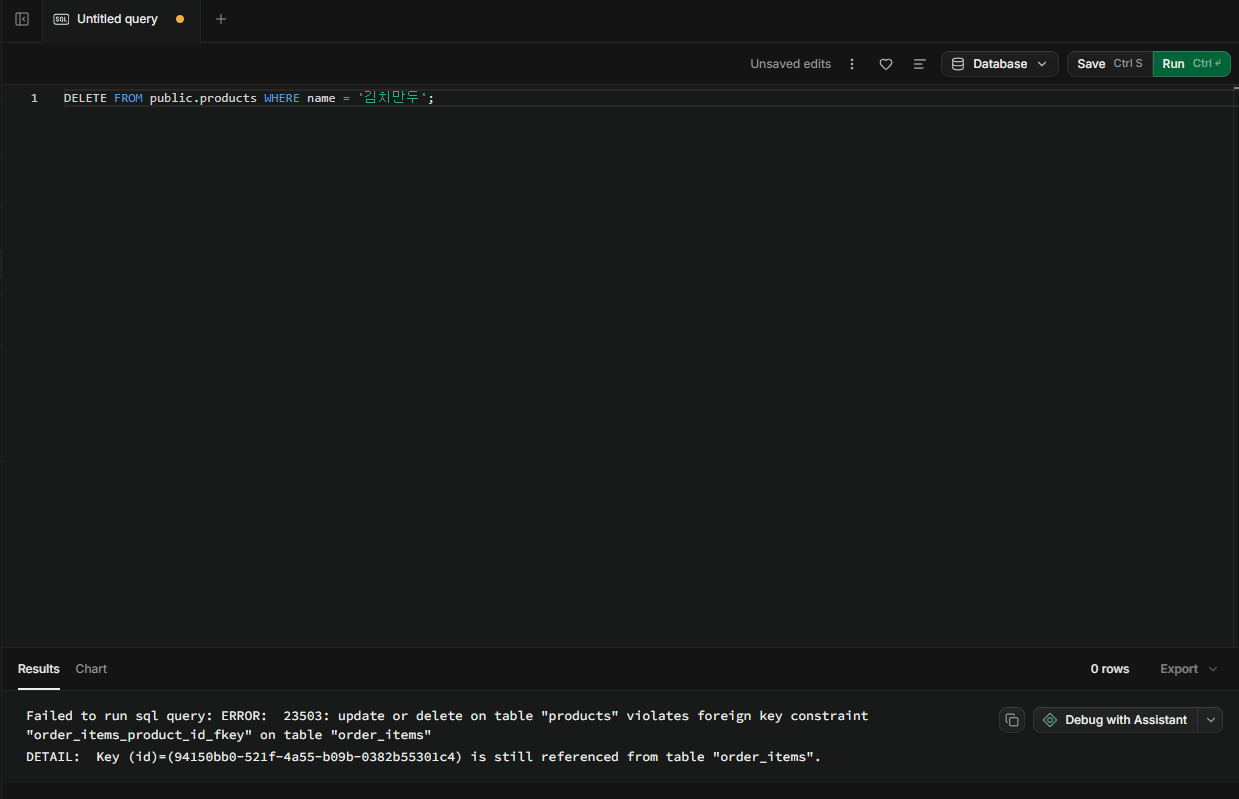 SQL Untitled query
Unsaved edits Database Save Ctrl S Run Ctrl ↵
1 DELETE FROM public.products WHERE name = '김치만두';
Results Chart 0 rows Export
Failed to run sql query: ERROR:  23503: update or delete on table "products" violates foreign key constraint
"order_items_product_id_fkey" on table "order_items"
DETAIL:  Key (id)=(94150bb0-521f-4a55-b09b-0382b55301c4) is still referenced from table "order_items".
Debug with Assistant